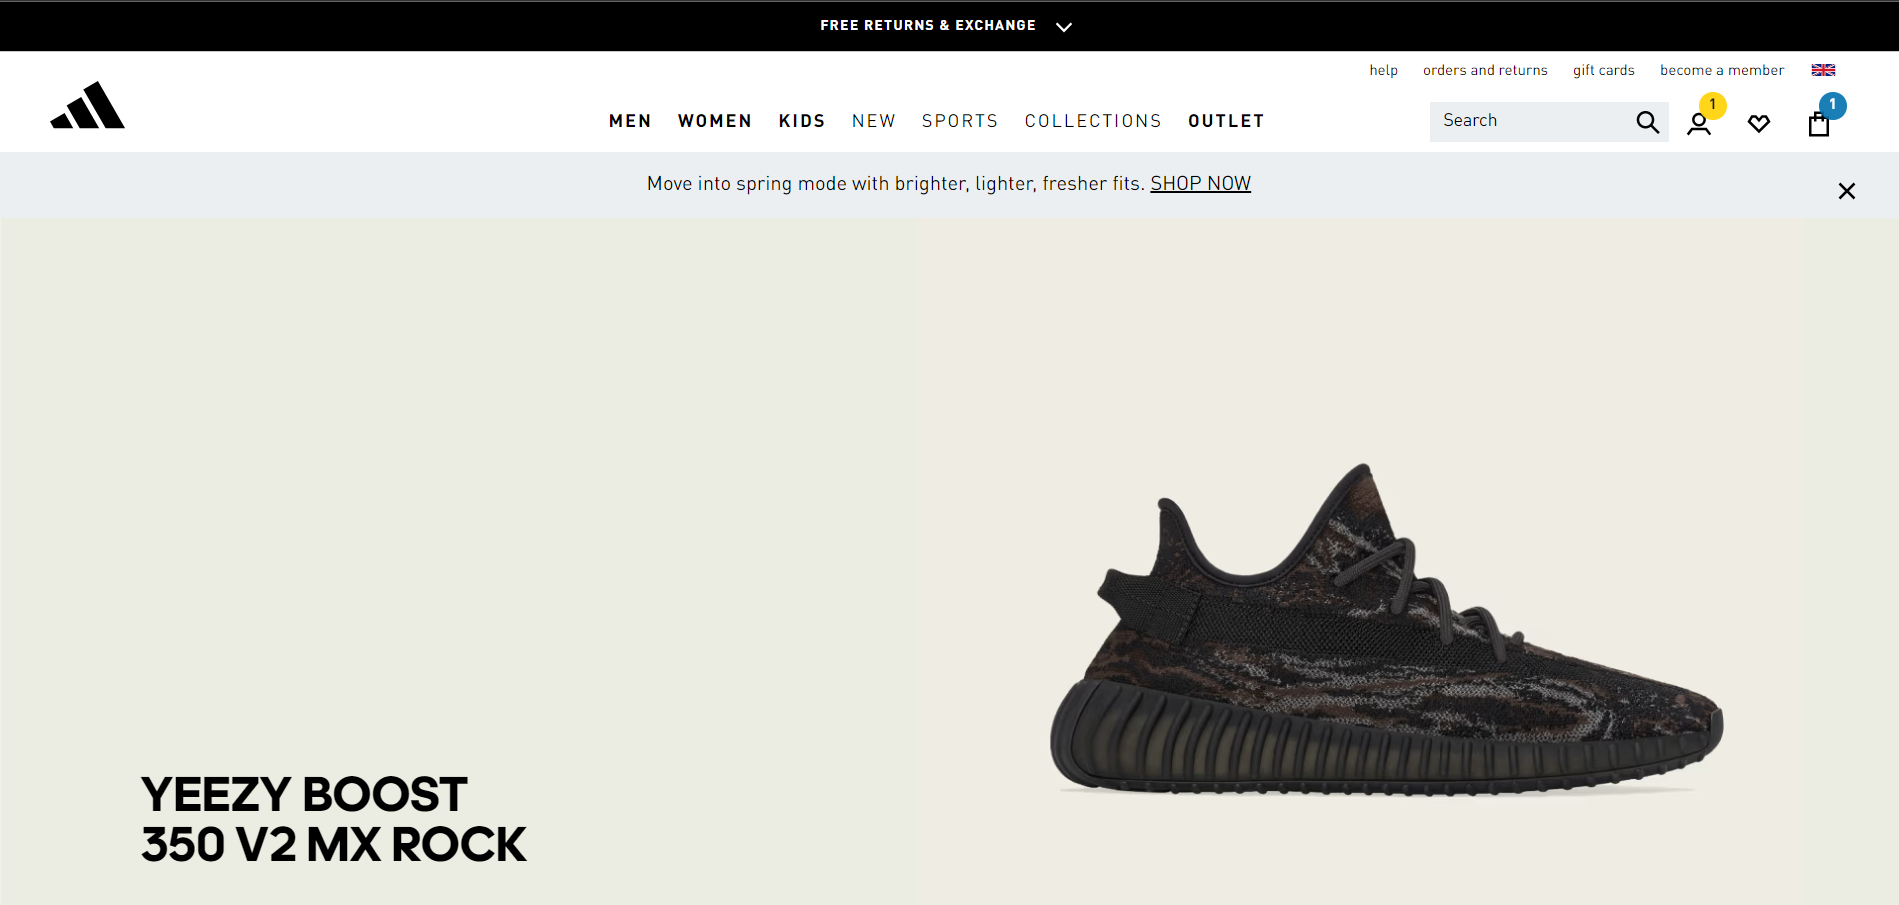 FREE RETURNS & EXCHANGE
help orders and returns gift cards become a member
MEN WOMEN KIDS NEW SPORTS COLLECTIONS OUTLET
Search
1
1
Move into spring mode with brighter, lighter, fresher fits. SHOP NOW
YEEZY BOOST
350 V2 MX ROCK